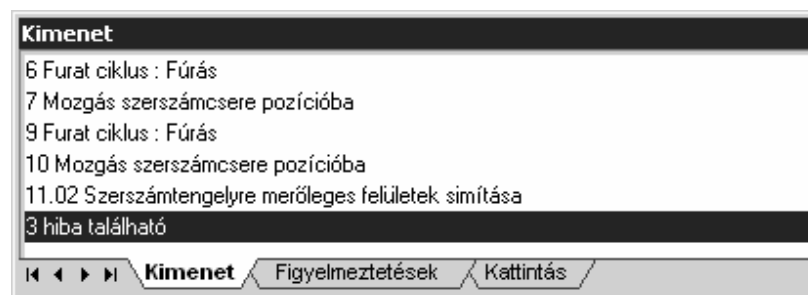 Kimenet
6 Furat ciklus : Fúrás
7 Mozgás szerszámcsere pozícióba
9 Furat ciklus : Fúrás
10 Mozgás szerszámcsere pozícióba
11.02 Szerszámtengelyre merőleges felületek simítása
3 hiba található
Kimenet Figyelmeztetések Kattintás